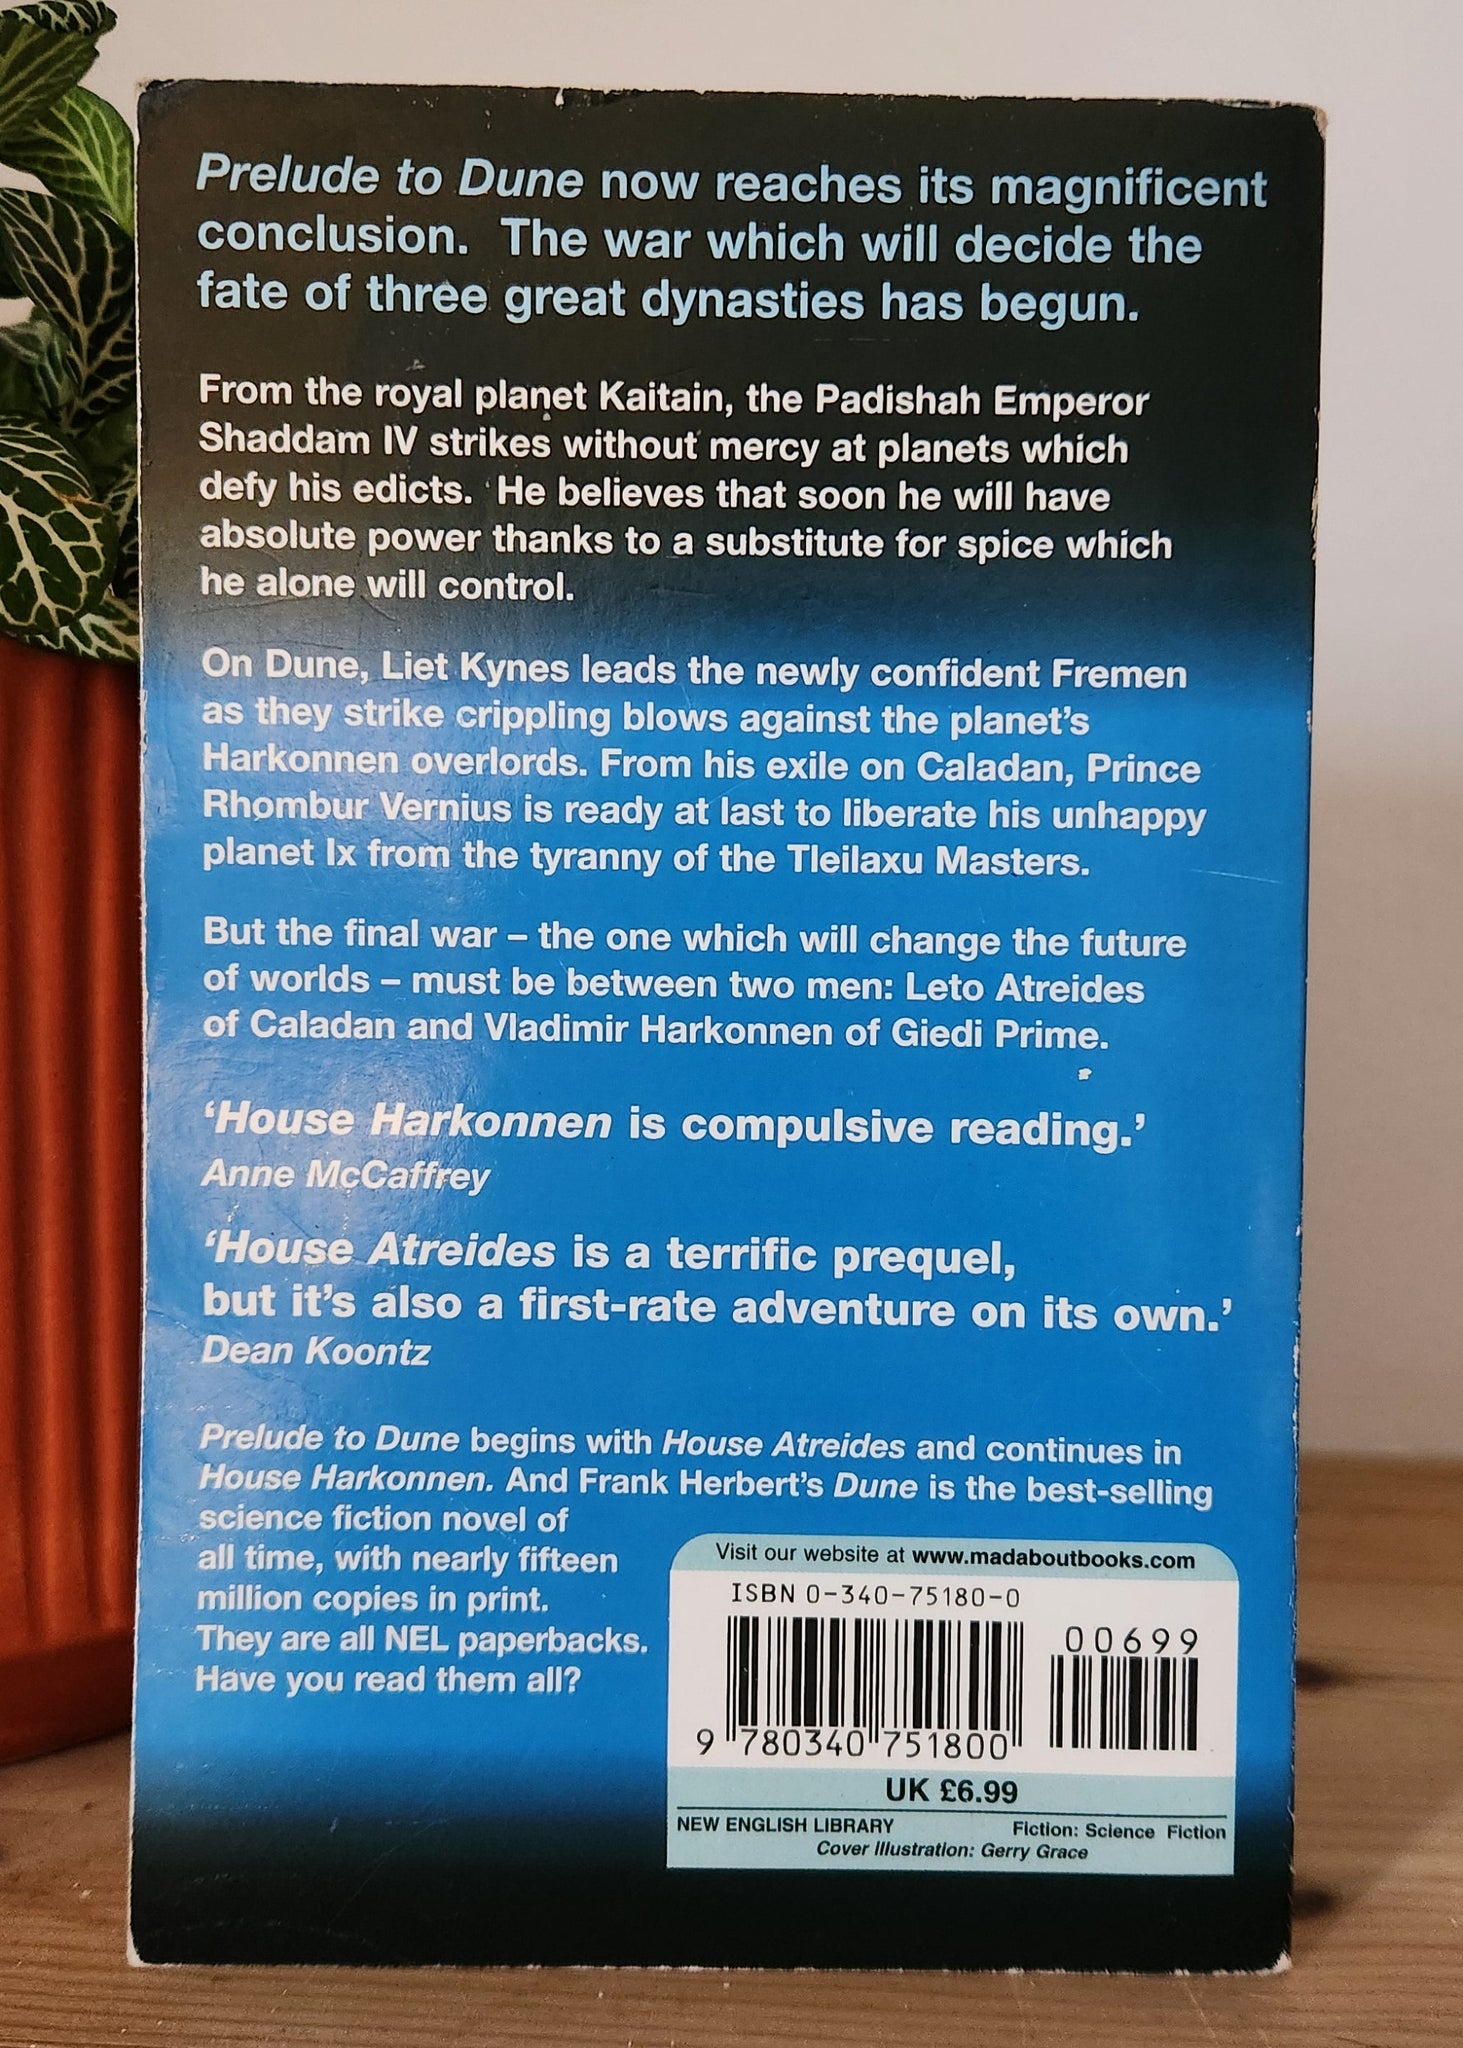 Prelude to Dune now reaches its magnificent
conclusion. The war which will decide the
fate of three great dynasties has begun.
From the royal planet Kaitain, the Padishah Emperor
Shaddam IV strikes without mercy at planets which
defy his edicts. He believes that soon he will have
absolute power thanks to a substitute for spice which
he alone will control.
On Dune, Liet Kynes leads the newly confident Fremen
as they strike crippling blows against the planet's
Harkonnen overlords. From his exile on Caladan, Prince
Rhombur Vernius is ready at last to liberate his unhappy
planet Ix from the tyranny of the Tleilaxu Masters.
But the final war – the one which will change the future
of worlds – must be between two men: Leto Atreides
of Caladan and Vladimir Harkonnen of Giedi Prime.
‘House Harkonnen is compulsive reading.’
Anne McCaffrey
‘House Atreides is a terrific prequel,
but it’s also a first-rate adventure on its own.’
Dean Koontz
Prelude to Dune begins with House Atreides and continues in
House Harkonnen. And Frank Herbert’s Dune is the best-selling
science fiction novel of
all time, with nearly fifteen
million copies in print.
They are all NEL paperbacks.
Have you read them all?
Visit our website at www.madaboutbooks.com
ISBN 0-340-75180-0
00699
9 780340 751800
UK £6.99
NEW ENGLISH LIBRARY Fiction: Science Fiction
Cover illustration: Gerry Grace